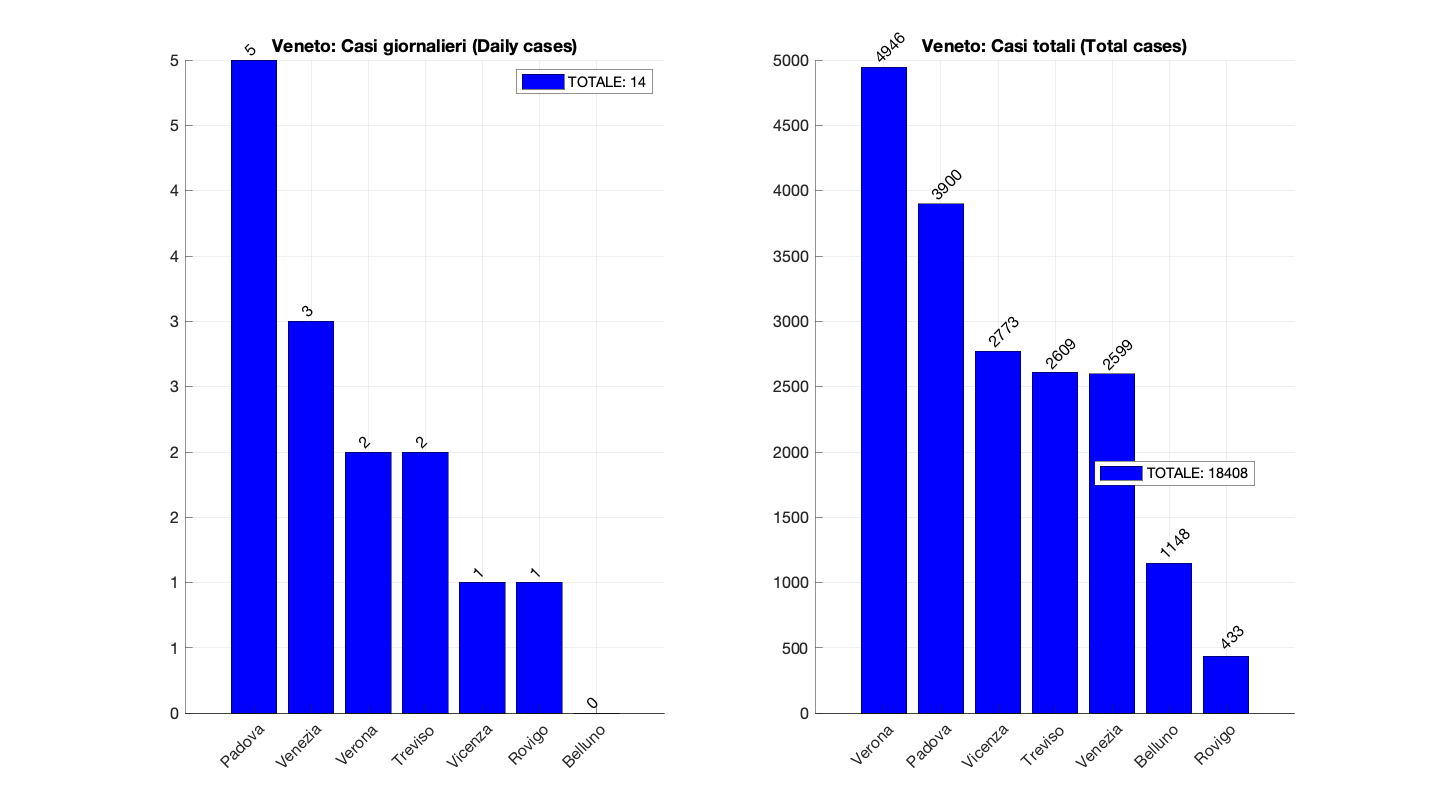 Veneto: Casi giornalieri (Daily cases)
TOTALE: 14
5
5
4
4
3
3
2
2
1
1
0
5
3
2
2
1
1
0
Padova
Venezia
Verona
Treviso
Vicenza
Rovigo
Belluno
Veneto: Casi totali (Total cases)
TOTALE: 18408
5000
4500
4000
3500
3000
2500
2000
1500
1000
500
0
4946
3900
2773
2609
2599
1148
433
Verona
Padova
Vicenza
Treviso
Venezia
Belluno
Rovigo